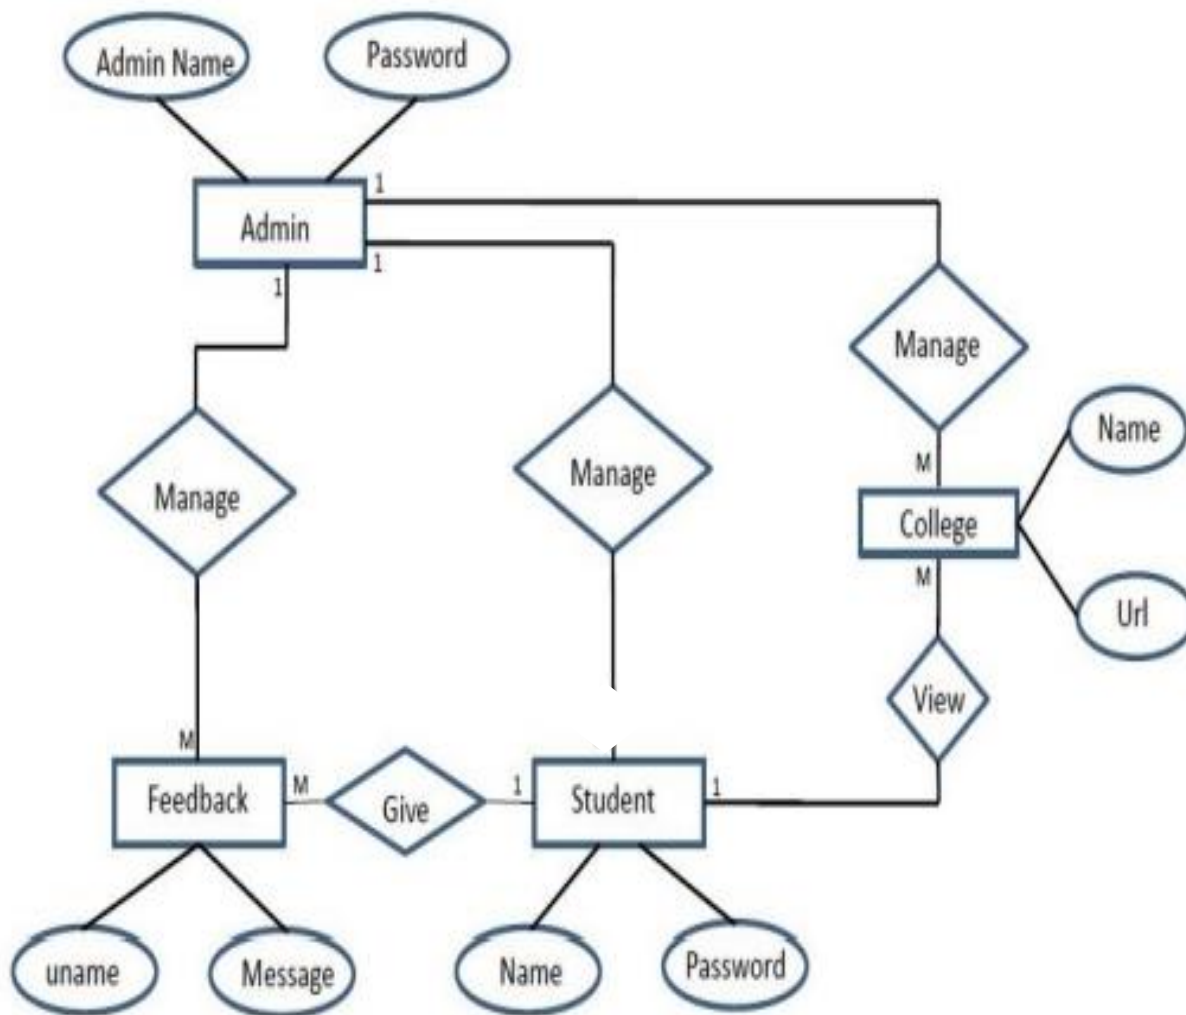 Admin Name
Password
Admin
1
1
1
Manage
Manage
Manage
Name
M
College
M
Url
View
M
Feedback
M
Give
1
Student
1
uname
Message
Name
Password